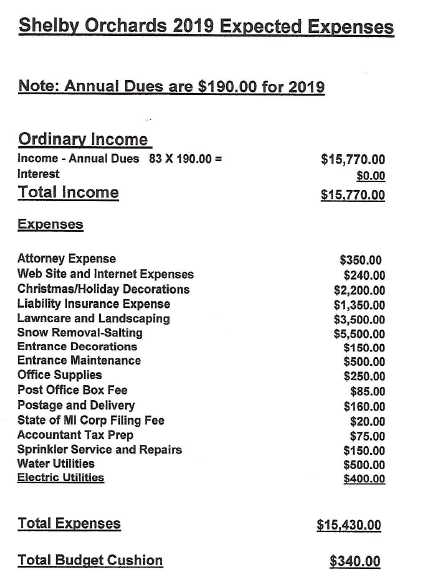 Shelby Orchards 2019 Expected Expenses
Note: Annual Dues are $190.00 for 2019
Ordinary Income
Income - Annual Dues 83 X 190.00 = $15,770.00
Interest $0.00
Total Income $15,770.00
Expenses
Attorney Expense $350.00
Web Site and Internet Expenses $240.00
Christmas/Holiday Decorations $2,200.00
Liability Insurance Expense $1,350.00
Lawncare and Landscaping $3,500.00
Snow Removal-Salting $5,500.00
Entrance Decorations $150.00
Entrance Maintenance $500.00
Office Supplies $250.00
Post Office Box Fee $85.00
Postage and Delivery $160.00
State of MI Corp Filing Fee $20.00
Accountant Tax Prep $75.00
Sprinkler Service and Repairs $150.00
Water Utilities $500.00
Electric Utilities $400.00
Total Expenses $15,430.00
Total Budget Cushion $340.00